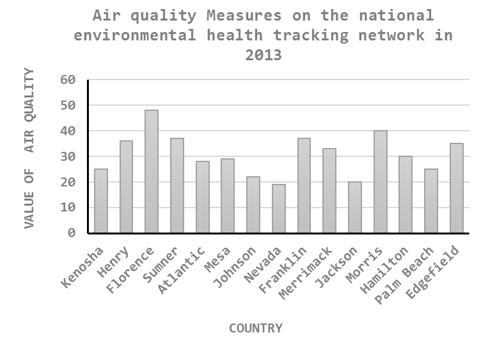 Air quality Measures on the national
environmental health tracking network in
2013
VALUE OF AIR QUALITY
60
50
40
30
20
10
0
Kenosha
Henry
Florence
Sumner
Atlantic
Mesa
Johnson
Nevada
Franklin
Merrimack
Jackson
Morris
Hamilton
Palm Beach
Edgefield
COUNTRY